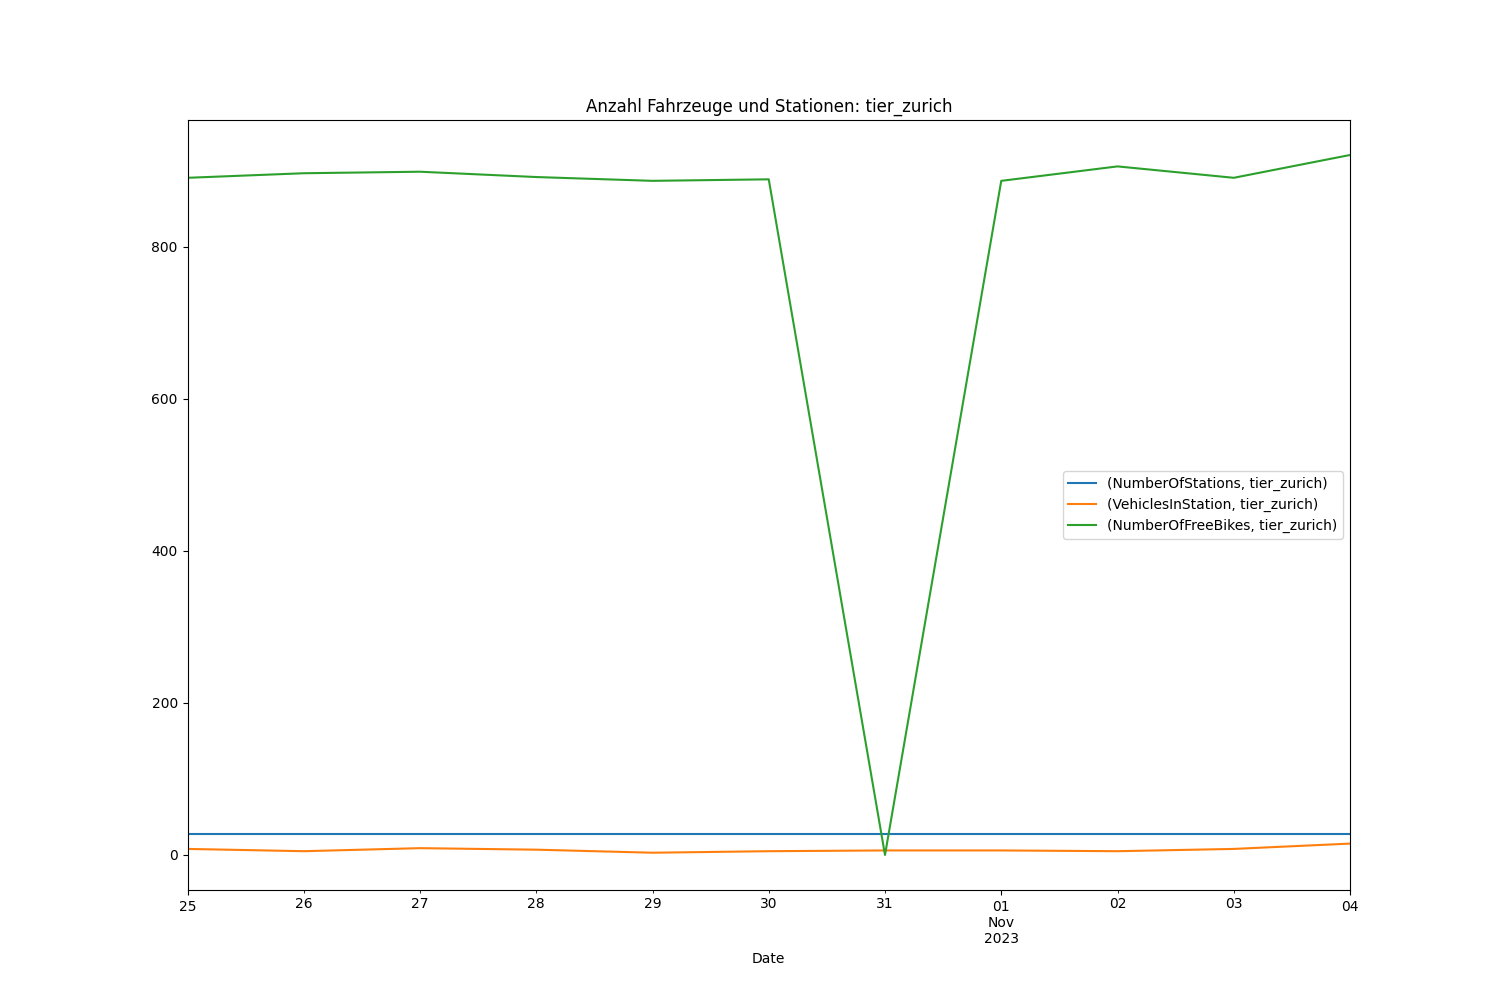 Anzahl Fahrzeuge und Stationen: tier_zurich
800
600
400
200
0
(NumberOfStations, tier_zurich)
(VehiclesInStation, tier_zurich)
(NumberOfFreeBikes, tier_zurich)
25 26 27 28 29 30 31 01 02 03 04
Nov
2023
Date